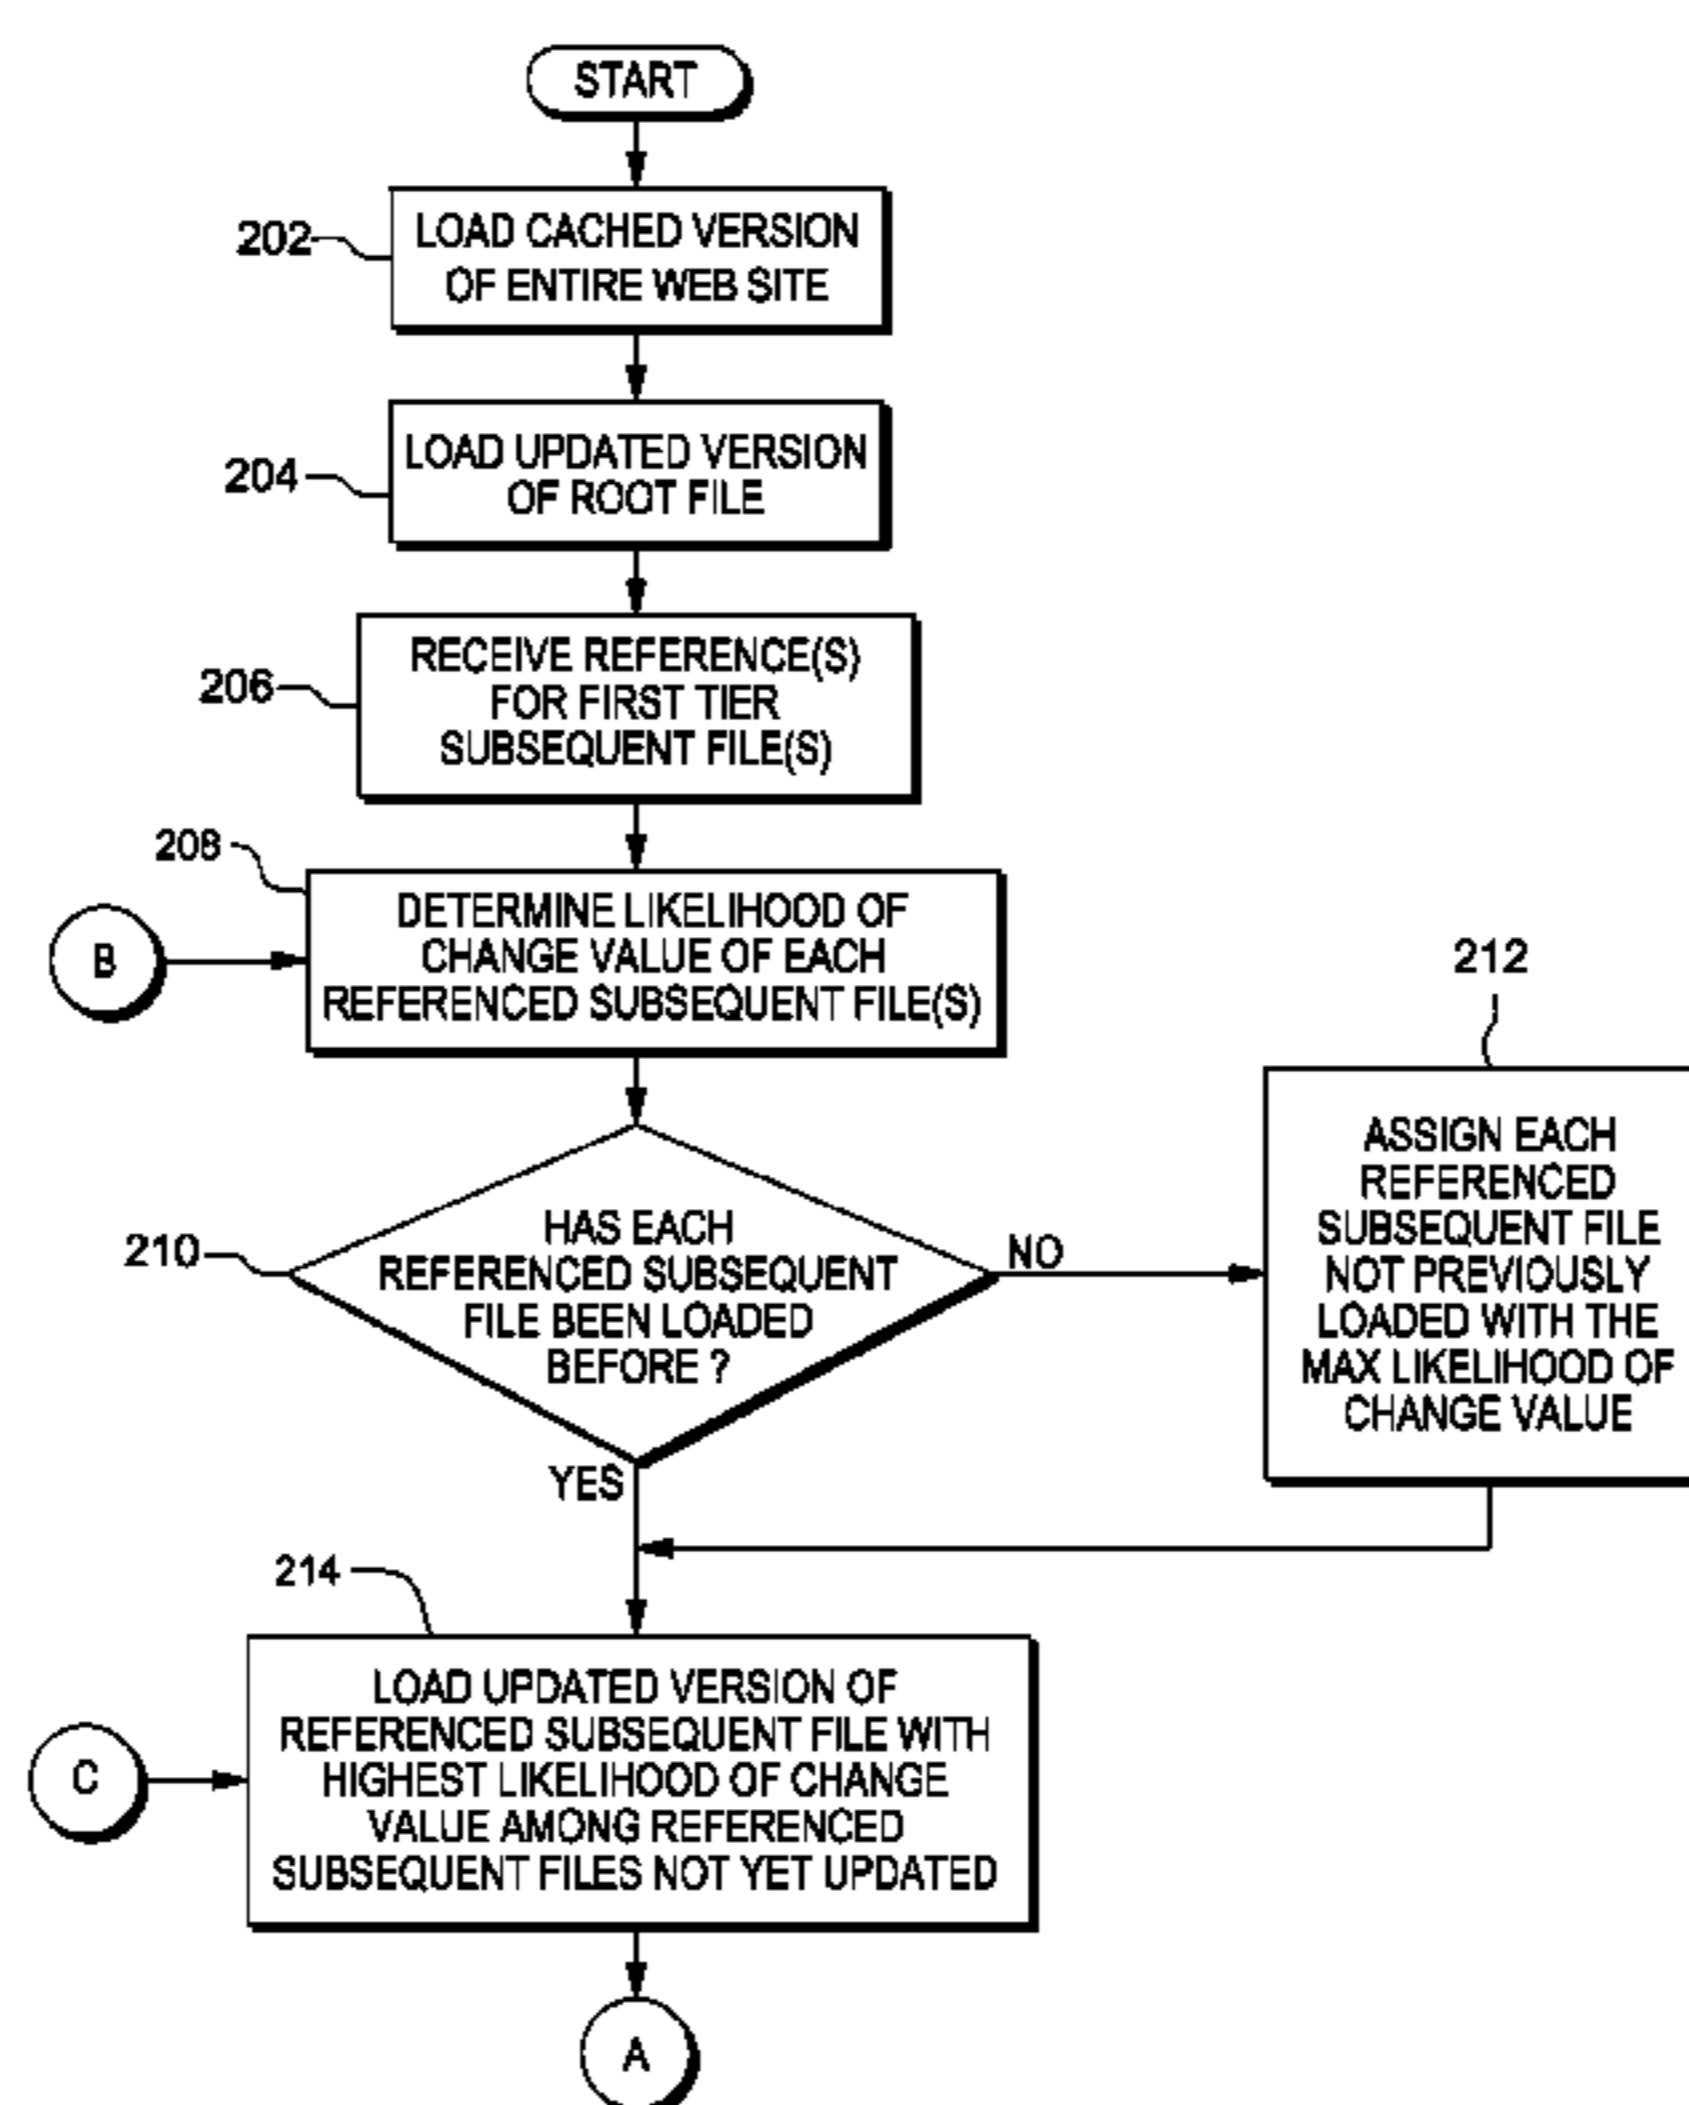 START
202
LOAD CACHED VERSION
OF ENTIRE WEB SITE
204
LOAD UPDATED VERSION
OF ROOT FILE
206
RECEIVE REFERENCE(S)
FOR FIRST TIER
SUBSEQUENT FILE(S)
208
B
DETERMINE LIKELIHOOD OF
CHANGE VALUE OF EACH
REFERENCED SUBSEQUENT FILE(S)
210
HAS EACH
REFERENCED SUBSEQUENT
FILE BEEN LOADED
BEFORE ?
NO
YES
212
ASSIGN EACH
REFERENCED
SUBSEQUENT FILE
NOT PREVIOUSLY
LOADED WITH THE
MAX LIKELIHOOD OF
CHANGE VALUE
214
C
LOAD UPDATED VERSION OF
REFERENCED SUBSEQUENT FILE WITH
HIGHEST LIKELIHOOD OF CHANGE
VALUE AMONG REFERENCED
SUBSEQUENT FILES NOT YET UPDATED
A